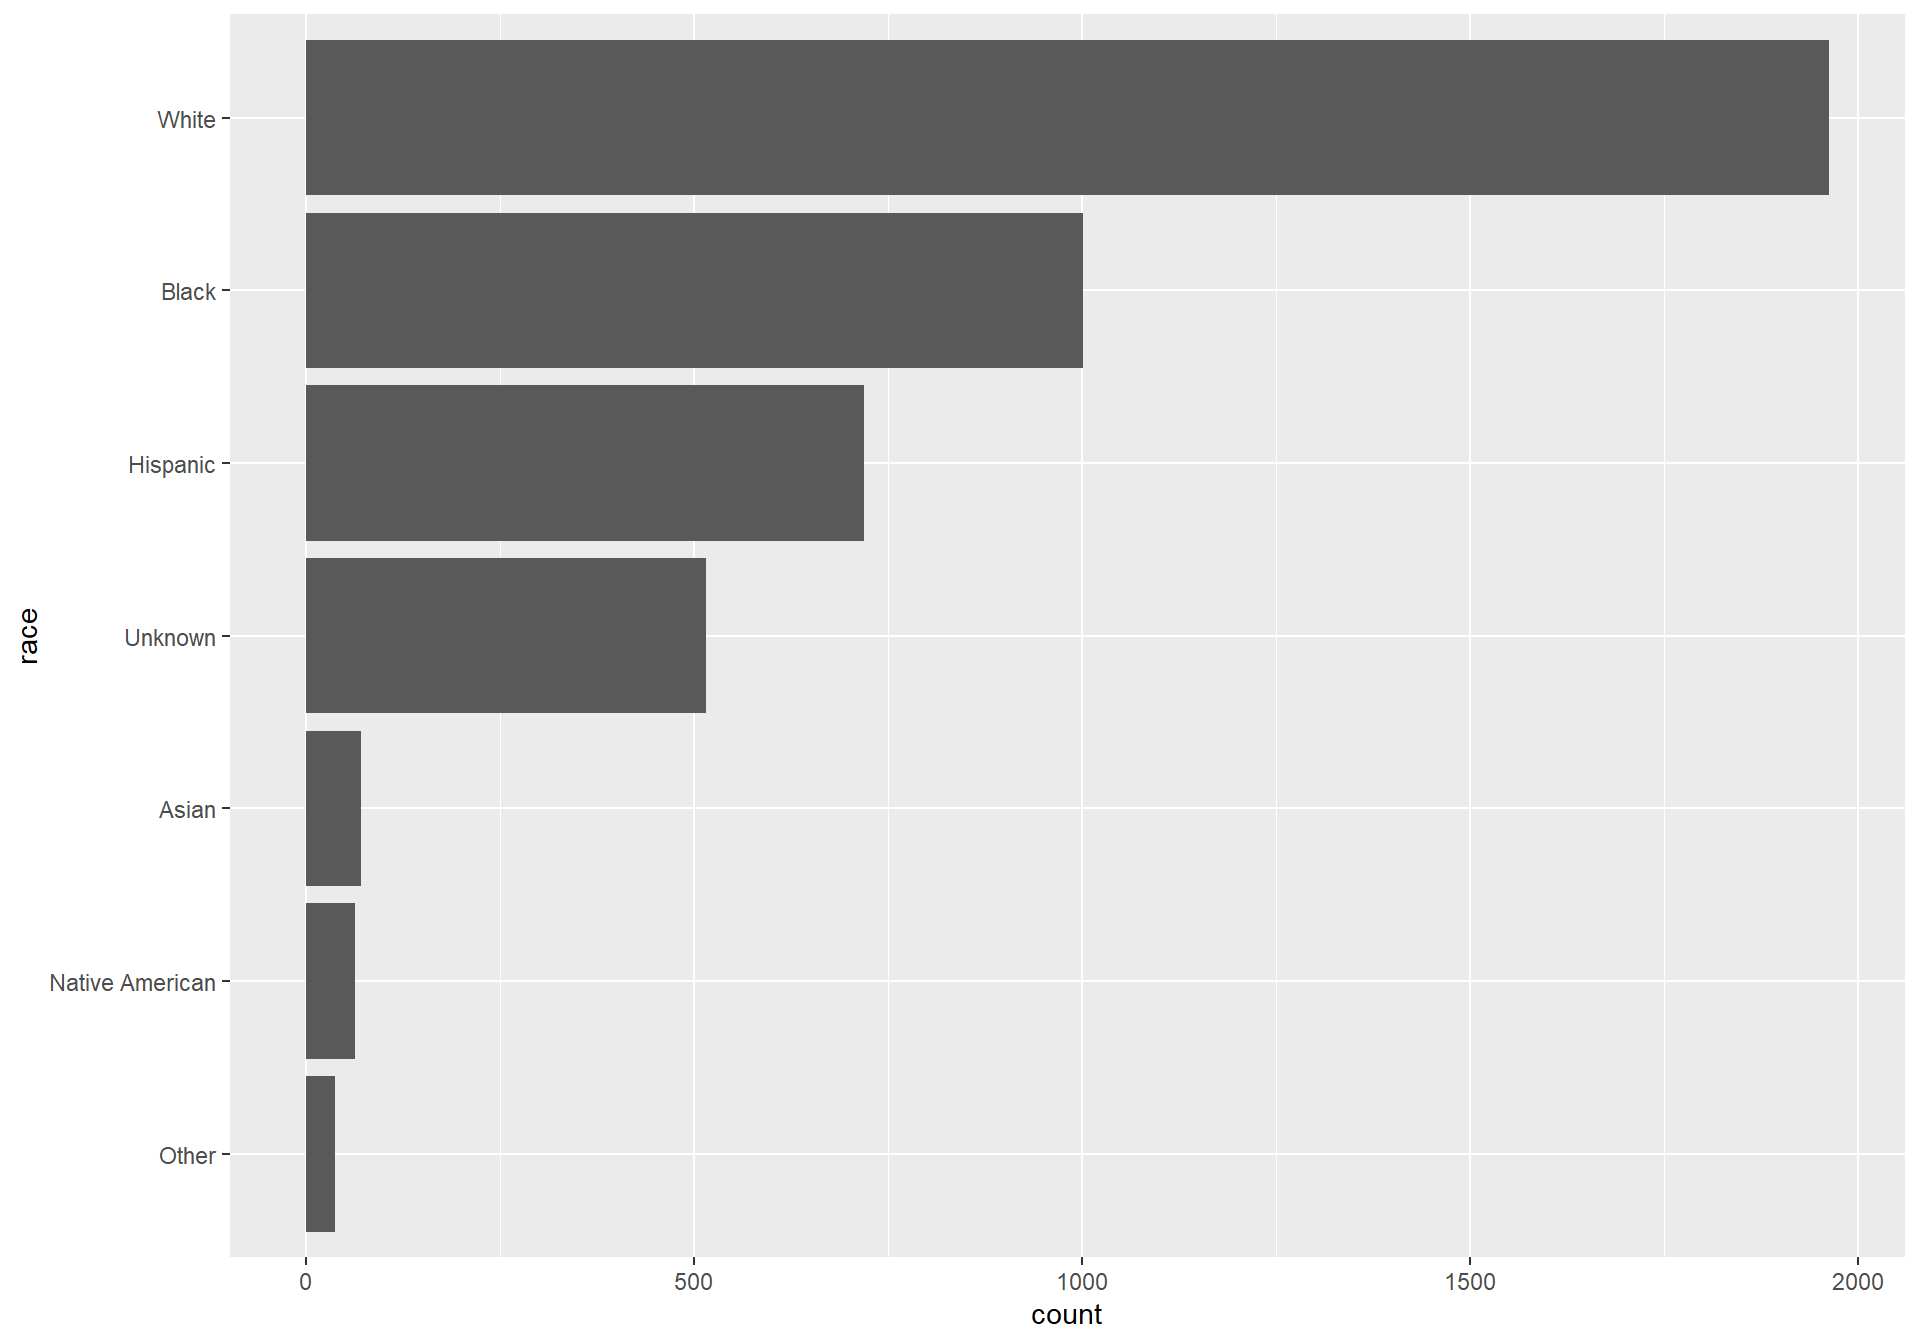 White
Black
Hispanic
Unknown
Asian
Native American
Other
race
0 500 1000 1500 2000
count